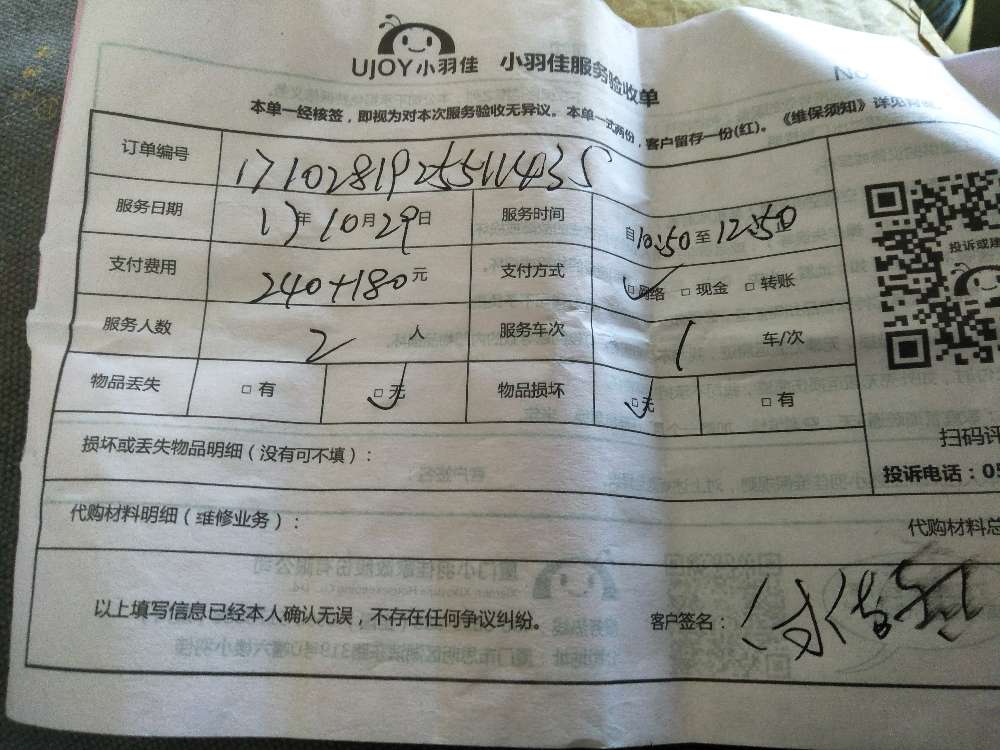 UJOY小羽佳 小羽佳服务验收单
本单一经核签，即视为对本次服务验收无异议。本单一式两份，客户留存一份(红)。《维保须知》详见背面
订单编号 171028192555114035
服务日期 17年10月29日 服务时间 自10:50至12:50
支付费用 240+180元 支付方式 □网络 □现金 □转账
服务人数 2人 服务车次 1车/次
物品丢失 □有 □无 物品损坏 □无 □有
投诉或建
损坏或丢失物品明细（没有可不填）：
扫码评
投诉电话：05
代购材料明细（维修业务）：
代购材料总
以上填写信息已经本人确认无误，不存在任何争议纠纷。
客户签名：